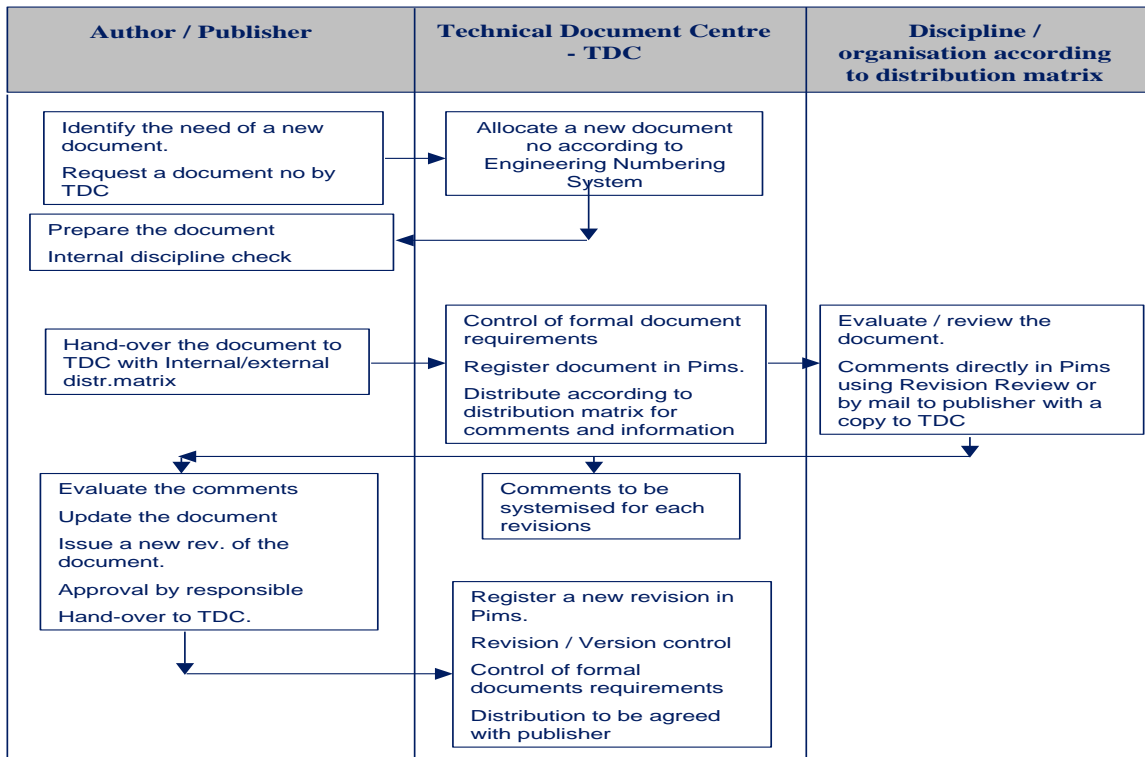 Author / Publisher
Technical Document Centre
- TDC
Discipline /
organisation according
to distribution matrix
Identify the need of a new
document.
Request a document no by
TDC
Allocate a new document
no according to
Engineering Numbering
System
Prepare the document
Internal discipline check
Hand-over the document to
TDC with Internal/external
distr.matrix
Control of formal document
requirements
Register document in Pims.
Distribute according to
distribution matrix for
comments and information
Evaluate / review the
document.
Comments directly in Pims
using Revision Review or
by mail to publisher with a
copy to TDC
Evaluate the comments
Update the document
Issue a new rev. of the
document.
Approval by responsible
Hand-over to TDC.
Comments to be
systemised for each
revisions
Register a new revision in
Pims.
Revision / Version control
Control of formal
documents requirements
Distribution to be agreed
with publisher